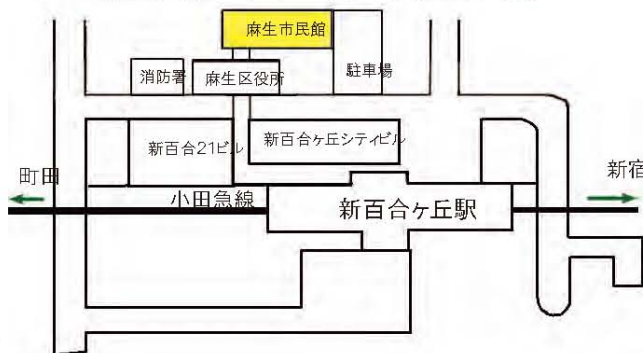 麻生市民館
消防署
麻生区役所
駐車場
新百合21ビル
新百合ヶ丘シティビル
町田
新宿
小田急線
新百合ヶ丘駅